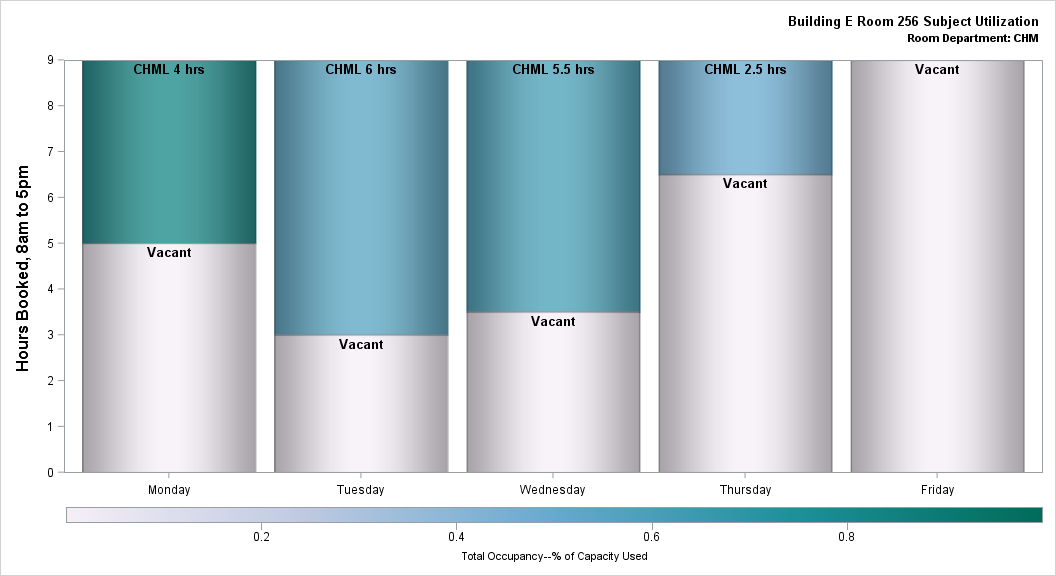 Building E Room 256 Subject Utilization
Room Department: CHM
Hours Booked, 8am to 5pm
9
8
7
6
5
4
3
2
1
0
CHML 4 hrs
CHML 6 hrs
CHML 5.5 hrs
CHML 2.5 hrs
Vacant
Vacant
Vacant
Vacant
Vacant
Monday
Tuesday
Wednesday
Thursday
Friday
0.2
0.4
0.6
0.8
Total Occupancy--% of Capacity Used